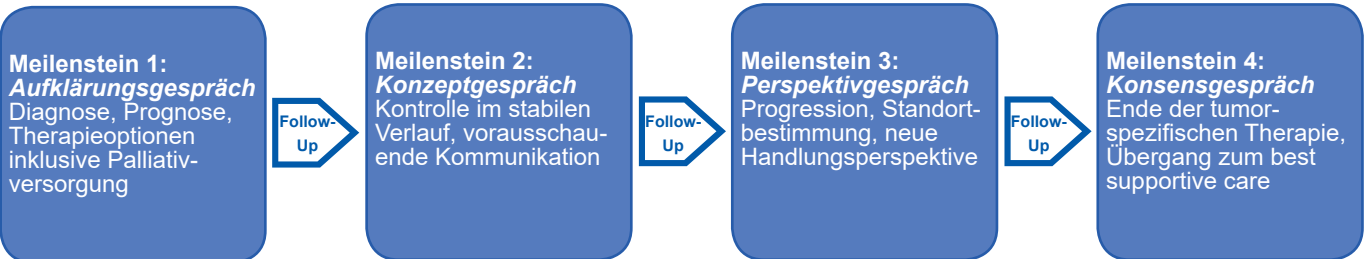 Meilenstein 1:
Aufklärungsgespräch
Diagnose, Prognose,
Therapieoptionen
inklusive Palliativ-
versorgung
Follow-
Up
Meilenstein 2:
Konzeptgespräch
Kontrolle im stabilen
Verlauf, vorausschau-
ende Kommunikation
Follow-
Up
Meilenstein 3:
Perspektivgespräch
Progression, Standort-
bestimmung, neue
Handlungsperspektive
Follow-
Up
Meilenstein 4:
Konsensgespräch
Ende der tumor-
spezifischen Therapie,
Übergang zum best
supportive care